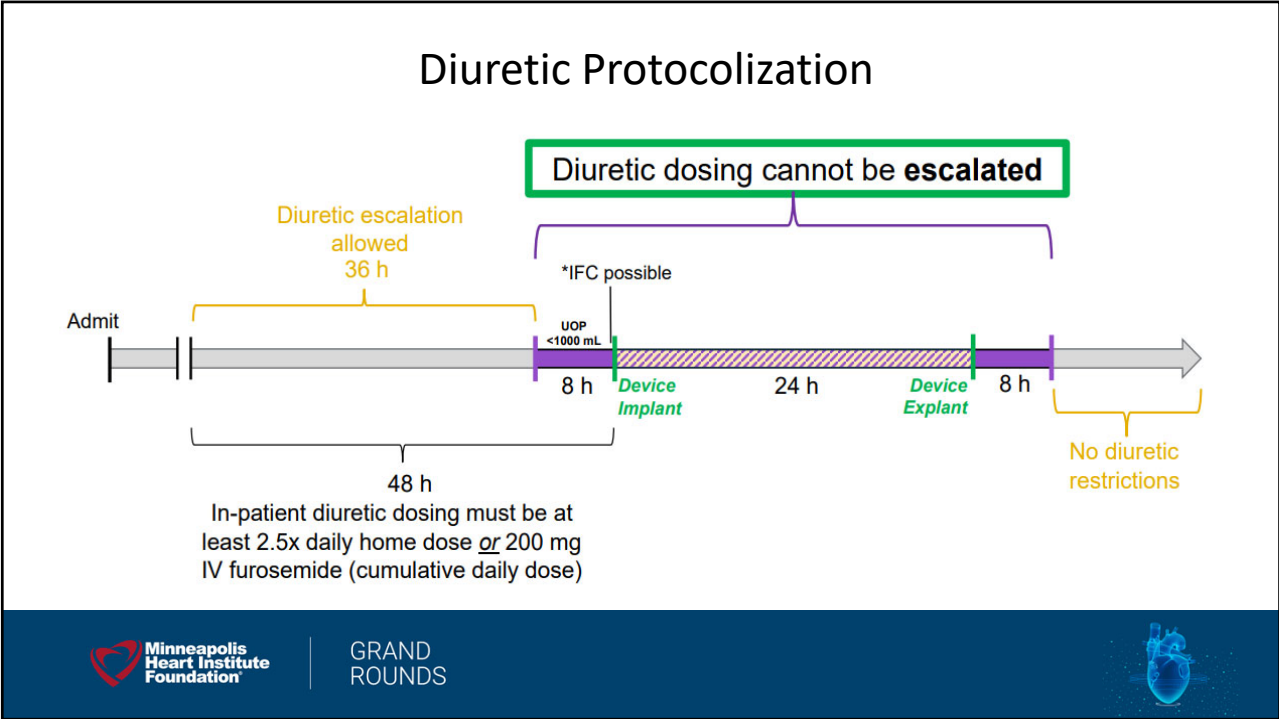 Diuretic Protocolization
Diuretic dosing cannot be escalated
Diuretic escalation
allowed
36 h
*IFC possible
Admit
UOP
<1000 mL
8 h
Device
Implant
24 h
Device
Explant
8 h
No diuretic
restrictions
48 h
In-patient diuretic dosing must be at
least 2.5x daily home dose or 200 mg
IV furosemide (cumulative daily dose)
Minneapolis
Heart Institute
Foundation®
GRAND
ROUNDS